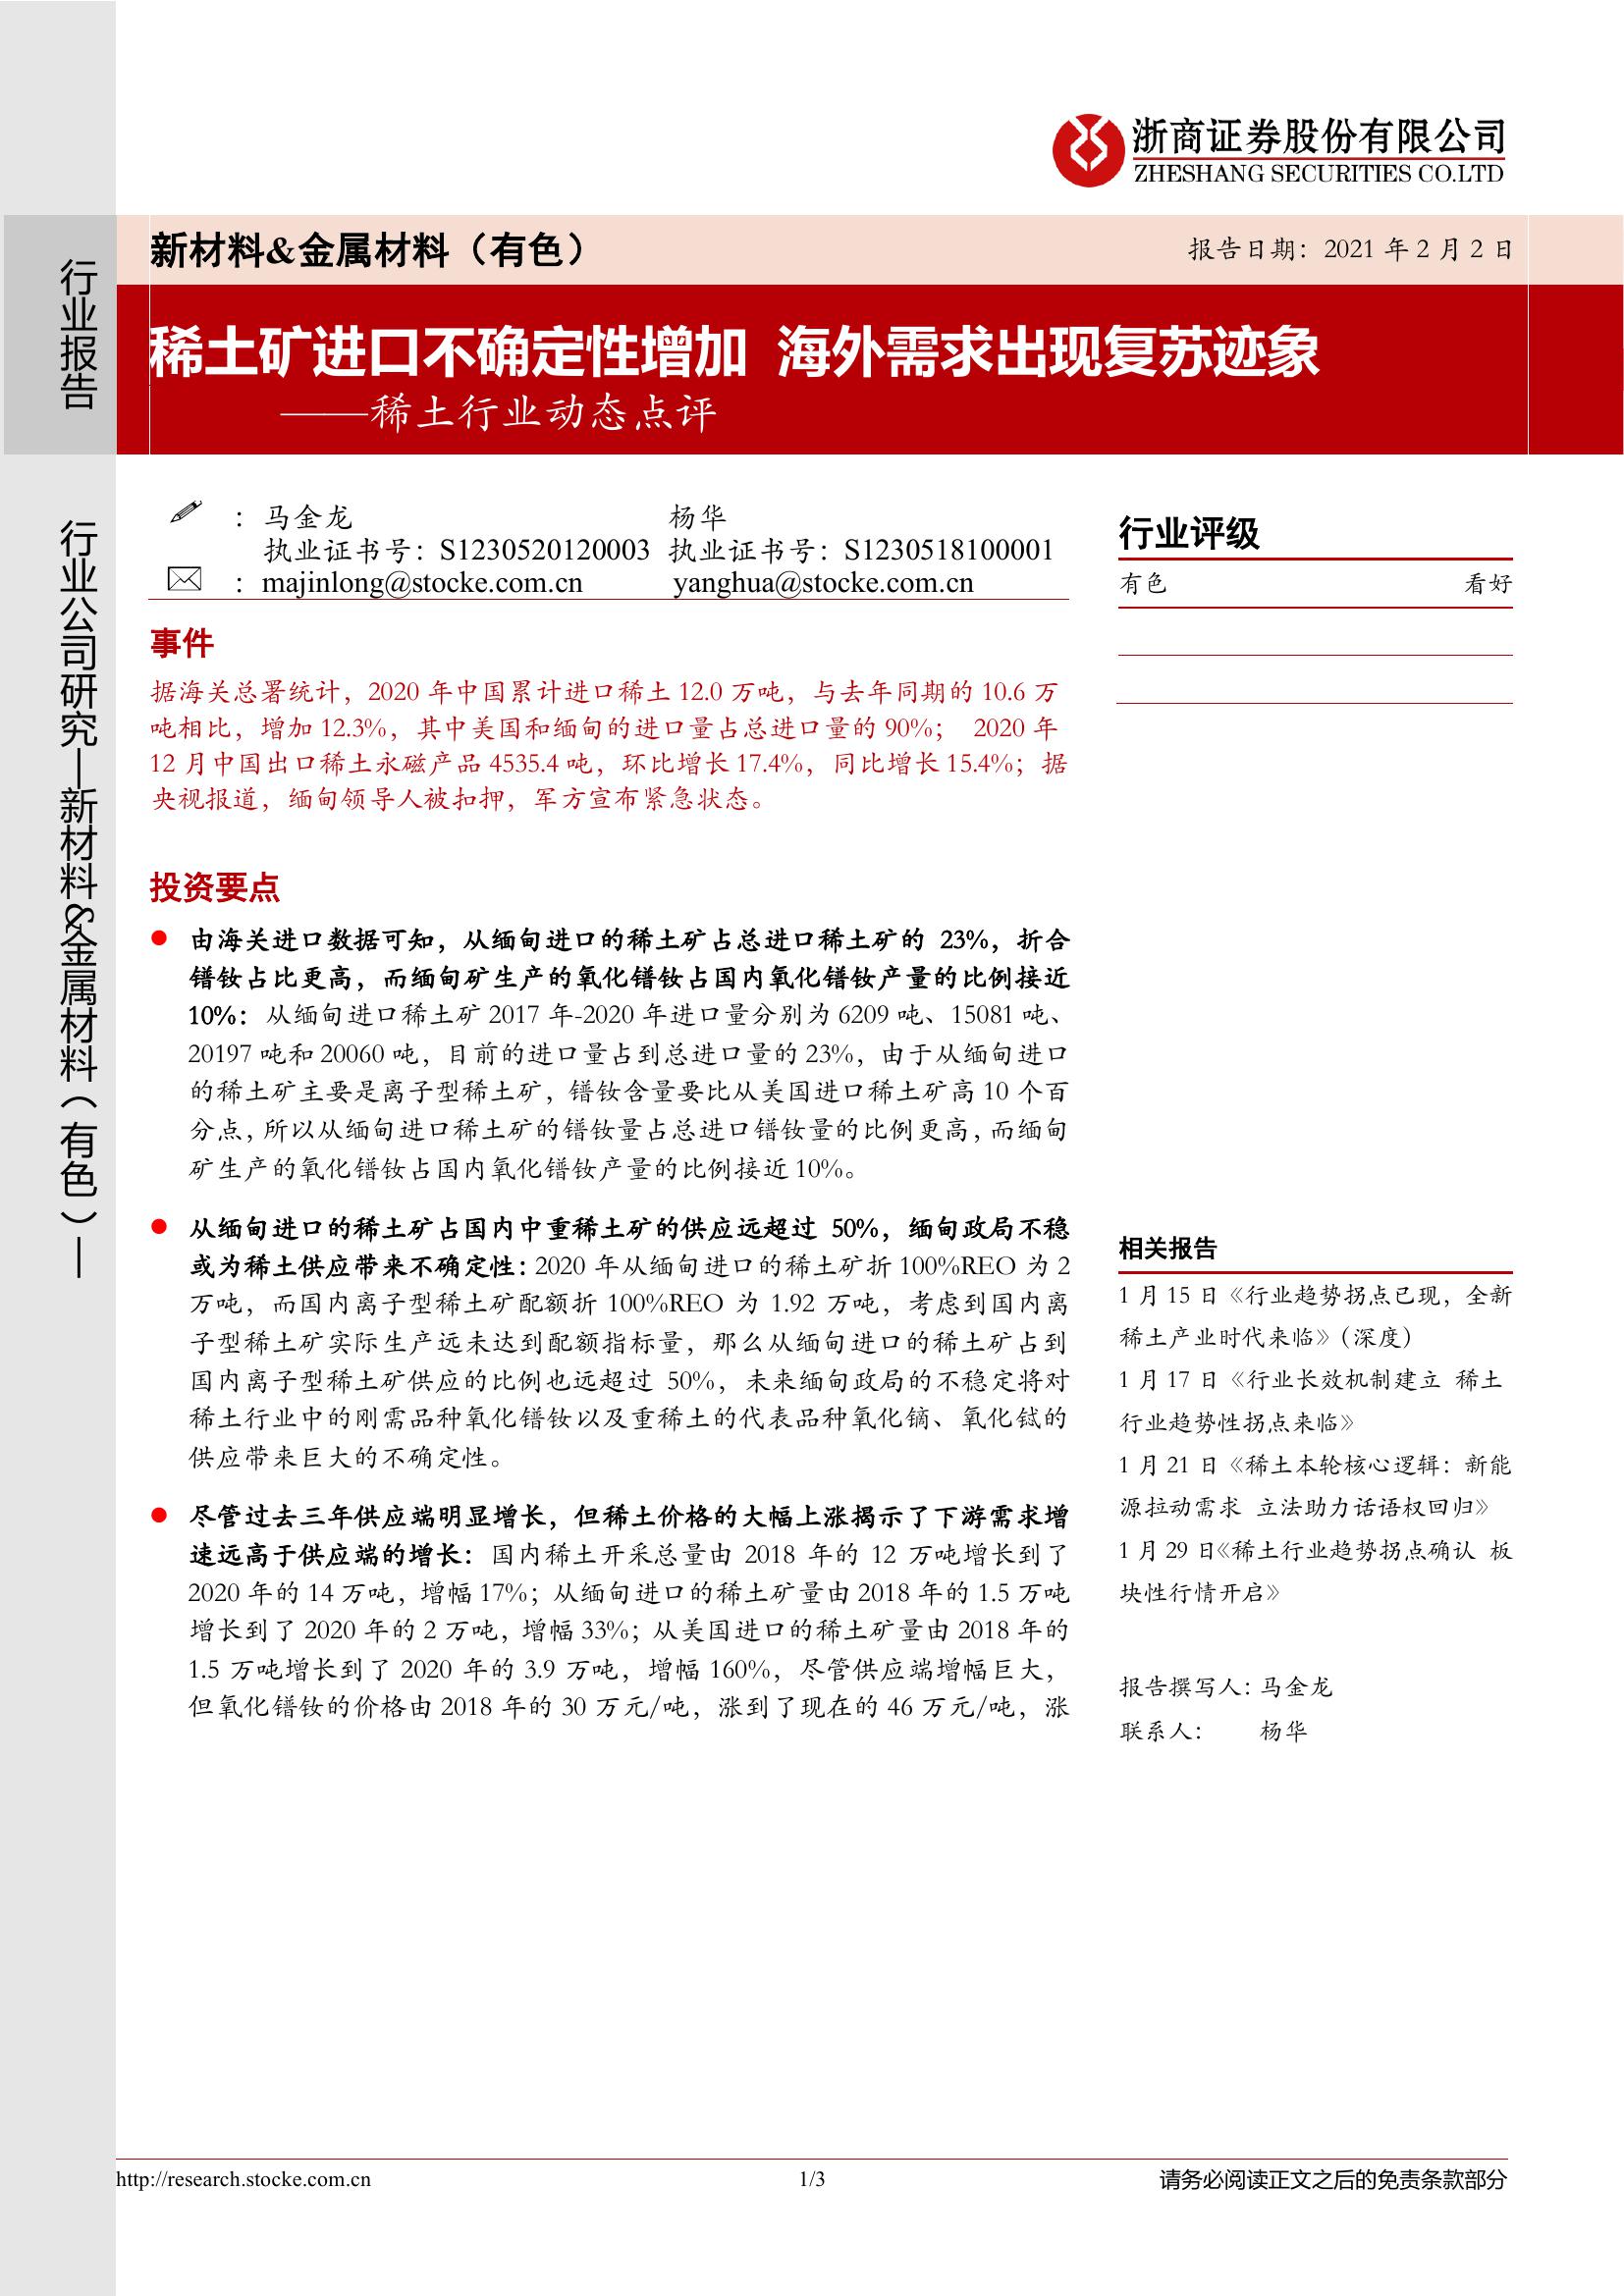 浙商证券股份有限公司
ZHESHANG SECURITIES CO.LTD
行业报告
行业公司研究—新材料&金属材料（有色）—
新材料&金属材料（有色）
报告日期：2021 年 2 月 2 日
稀土矿进口不确定性增加 海外需求出现复苏迹象
——稀土行业动态点评
：马金龙 杨华
执业证书号：S1230520120003 执业证书号：S1230518100001
：majinlong@stocke.com.cn yanghua@stocke.com.cn
事件
据海关总署统计，2020 年中国累计进口稀土 12.0 万吨，与去年同期的 10.6 万
吨相比，增加 12.3%，其中美国和缅甸的进口量占总进口量的 90%； 2020 年
12 月中国出口稀土永磁产品 4535.4 吨，环比增长 17.4%，同比增长 15.4%；据
央视报道，缅甸领导人被扣押，军方宣布紧急状态。
投资要点
● 由海关进口数据可知，从缅甸进口的稀土矿占总进口稀土矿的 23%，折合
镨钕占比更高，而缅甸矿生产的氧化镨钕占国内氧化镨钕产量的比例接近
10%：从缅甸进口稀土矿 2017 年-2020 年进口量分别为 6209 吨、15081 吨、
20197 吨和 20060 吨，目前的进口量占到总进口量的 23%，由于从缅甸进口
的稀土矿主要是离子型稀土矿，镨钕含量要比从美国进口稀土矿高 10 个百
分点，所以从缅甸进口稀土矿的镨钕量占总进口镨钕量的比例更高，而缅甸
矿生产的氧化镨钕占国内氧化镨钕产量的比例接近 10%。
● 从缅甸进口的稀土矿占国内中重稀土矿的供应远超过 50%，缅甸政局不稳
或为稀土供应带来不确定性：2020 年从缅甸进口的稀土矿折 100%REO 为 2
万吨，而国内离子型稀土矿配额折 100%REO 为 1.92 万吨，考虑到国内离
子型稀土矿实际生产远未达到配额指标量，那么从缅甸进口的稀土矿占到
国内离子型稀土矿供应的比例也远超过 50%，未来缅甸政局的不稳定将对
稀土行业中的刚需品种氧化镨钕以及重稀土的代表品种氧化镝、氧化铽的
供应带来巨大的不确定性。
● 尽管过去三年供应端明显增长，但稀土价格的大幅上涨揭示了下游需求增
速远高于供应端的增长：国内稀土开采总量由 2018 年的 12 万吨增长到了
2020 年的 14 万吨，增幅 17%；从缅甸进口的稀土矿量由 2018 年的 1.5 万吨
增长到了 2020 年的 2 万吨，增幅 33%；从美国进口的稀土矿量由 2018 年的
1.5 万吨增长到了 2020 年的 3.9 万吨，增幅 160%，尽管供应端增幅巨大，
但氧化镨钕的价格由 2018 年的 30 万元/吨，涨到了现在的 46 万元/吨，涨
行业评级
有色 看好
相关报告
1 月 15 日《行业趋势拐点已现，全新
稀土产业时代来临》（深度）
1 月 17 日《行业长效机制建立 稀土
行业趋势性拐点来临》
1 月 21 日《稀土本轮核心逻辑：新能
源拉动需求 立法助力话语权回归》
1 月 29 日《稀土行业趋势拐点确认 板
块性行情开启》
报告撰写人：马金龙
联系人： 杨华
http://research.stocke.com.cn 1/3 请务必阅读正文之后的免责条款部分